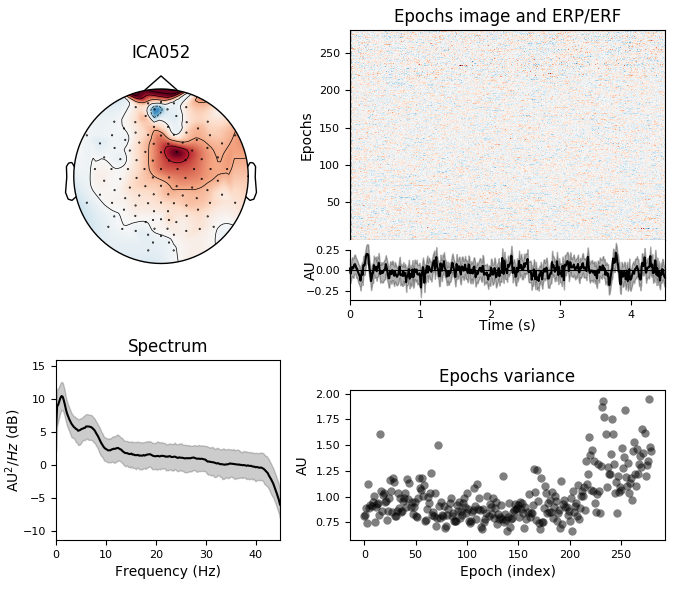 ICA052
Epochs image and ERP/ERF
Epochs
250
200
150
100
50
AU
0.25
0.00
−0.25
0 1 2 3 4
Time (s)
Spectrum
AU²/Hz (dB)
15
10
5
0
−5
−10
0 10 20 30 40
Frequency (Hz)
Epochs variance
AU
2.00
1.75
1.50
1.25
1.00
0.75
0 50 100 150 200 250
Epoch (index)